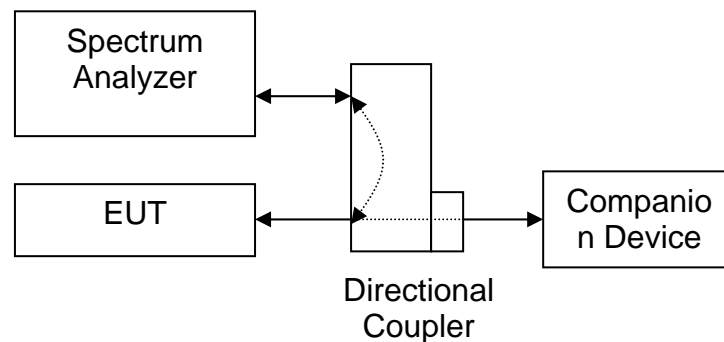 Spectrum
Analyzer
EUT
Companio
n Device
Directional
Coupler